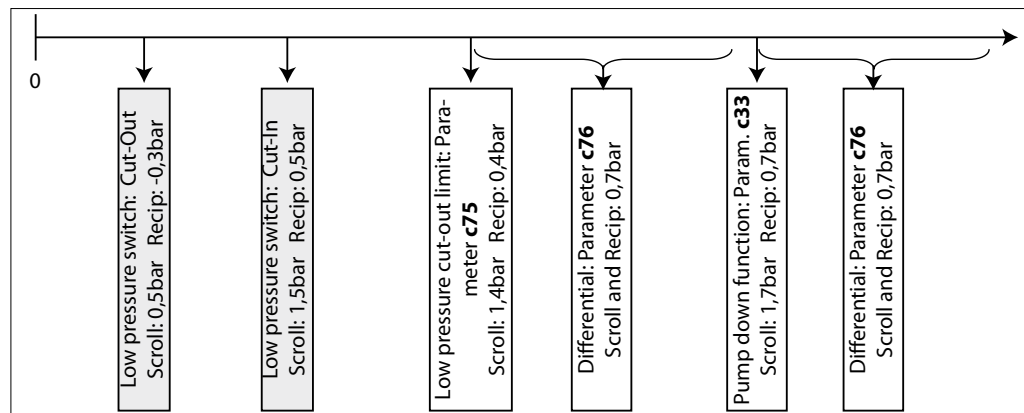 0
Low pressure switch: Cut-Out
Scroll: 0,5bar Recip: -0,3bar
Low pressure switch: Cut-In
Scroll: 1,5bar Recip: 0,5bar
Low pressure cut-out limit: Para-
meter c75
Scroll: 1,4bar Recip: 0,4bar
Differential: Parameter c76
Scroll and Recip: 0,7bar
Pump down function: Param. c33
Scroll: 1,7bar Recip: 0,7bar
Differential: Parameter c76
Scroll and Recip: 0,7bar